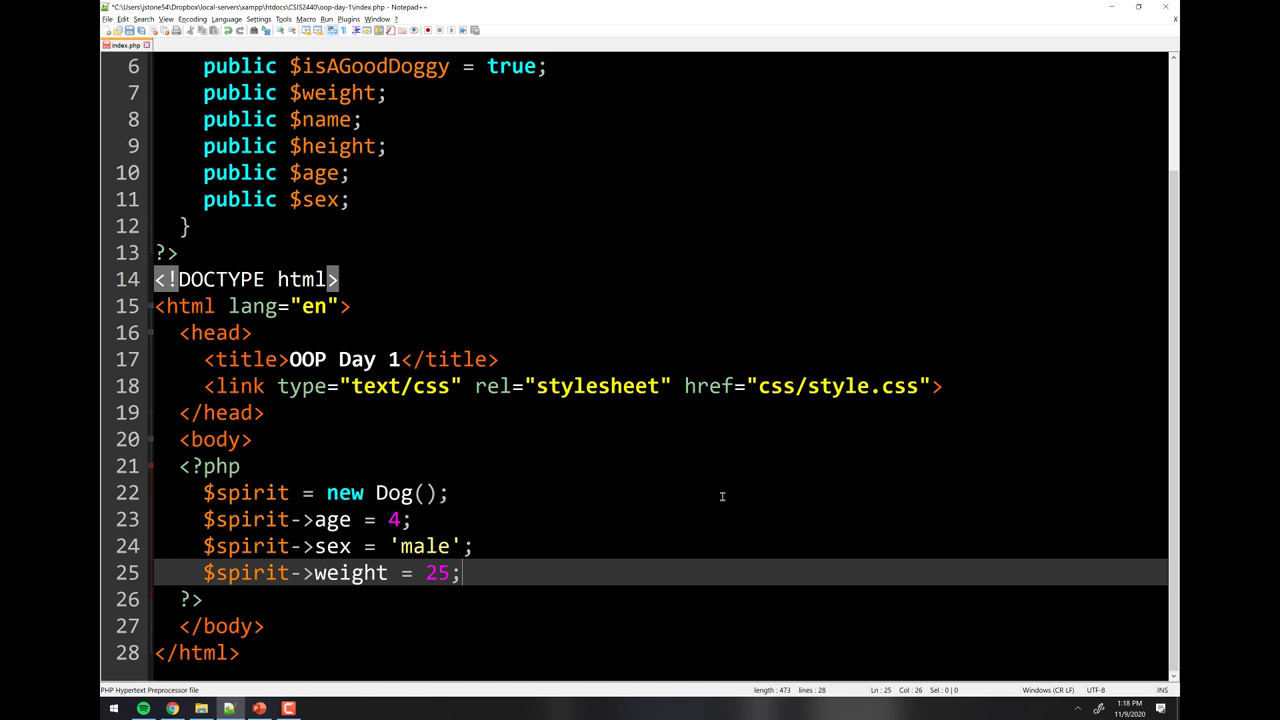 *C:\Users\jstone54\Dropbox\local-servers\xampp\htdocs\CSIS2440\oop-day-1\index.php - Notepad++
File Edit Search View Encoding Language Settings Tools Macro Run Plugins Window ? X
index.php
6 public $isAGoodDoggy = true;
7 public $weight;
8 public $name;
9 public $height;
10 public $age;
11 public $sex;
12 }
13 ?>
14 <!DOCTYPE html>
15 <html lang="en">
16 <head>
17 <title>OOP Day 1</title>
18 <link type="text/css" rel="stylesheet" href="css/style.css">
19 </head>
20 <body>
21 <?php
22 $spirit = new Dog();
23 $spirit->age = 4;
24 $spirit->sex = 'male';
25 $spirit->weight = 25;
26 ?>
27 </body>
28 </html>
PHP Hypertext Preprocessor file length : 473 lines : 28 Ln : 25 Col : 26 Sel : 0 | 0 Windows (CR LF) UTF-8 INS
1:18 PM
11/9/2020